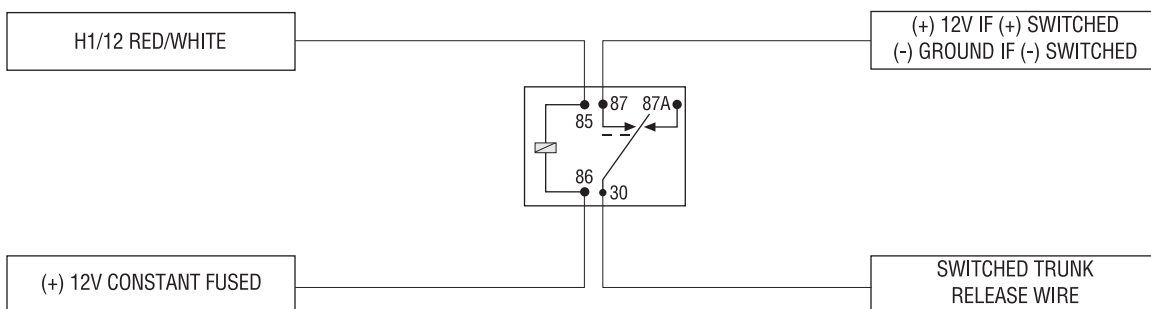 H1/12 RED/WHITE
(+) 12V IF (+) SWITCHED
(-) GROUND IF (-) SWITCHED
87 87A
85
86
30
(+) 12V CONSTANT FUSED
SWITCHED TRUNK
RELEASE WIRE